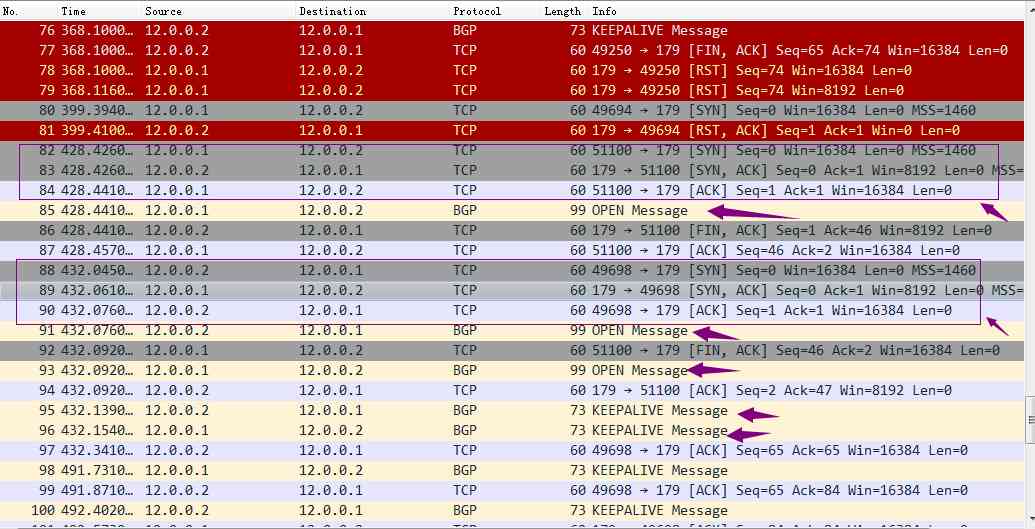 No. Time Source Destination Protocol Length Info
76 368.1000… 12.0.0.2 12.0.0.1 BGP 73 KEEPALIVE Message
77 368.1000… 12.0.0.2 12.0.0.1 TCP 60 49250 → 179 [FIN, ACK] Seq=65 Ack=74 Win=16384 Len=0
78 368.1000… 12.0.0.1 12.0.0.2 TCP 60 179 → 49250 [RST] Seq=74 Win=16384 Len=0
79 368.1160… 12.0.0.1 12.0.0.2 TCP 60 179 → 49250 [RST] Seq=74 Win=8192 Len=0
80 399.3940… 12.0.0.1 12.0.0.2 TCP 60 49694 → 179 [SYN] Seq=0 Win=16384 Len=0 MSS=1460
81 399.4100… 12.0.0.2 12.0.0.1 TCP 60 179 → 49694 [RST, ACK] Seq=1 Ack=1 Win=0 Len=0
82 428.4260… 12.0.0.1 12.0.0.2 TCP 60 51100 → 179 [SYN] Seq=0 Win=16384 Len=0 MSS=1460
83 428.4260… 12.0.0.2 12.0.0.1 TCP 60 179 → 51100 [SYN, ACK] Seq=0 Ack=1 Win=8192 Len=0 MSS=
84 428.4410… 12.0.0.1 12.0.0.2 TCP 60 51100 → 179 [ACK] Seq=1 Ack=1 Win=16384 Len=0
85 428.4410… 12.0.0.1 12.0.0.2 BGP 99 OPEN Message
86 428.4410… 12.0.0.2 12.0.0.1 TCP 60 179 → 51100 [FIN, ACK] Seq=1 Ack=46 Win=8192 Len=0
87 428.4570… 12.0.0.1 12.0.0.2 TCP 60 51100 → 179 [ACK] Seq=46 Ack=2 Win=16384 Len=0
88 432.0450… 12.0.0.2 12.0.0.1 TCP 60 49698 → 179 [SYN] Seq=0 Win=16384 Len=0 MSS=1460
89 432.0610… 12.0.0.1 12.0.0.2 TCP 60 179 → 49698 [SYN, ACK] Seq=0 Ack=1 Win=8192 Len=0 MSS=
90 432.0760… 12.0.0.2 12.0.0.1 TCP 60 49698 → 179 [ACK] Seq=1 Ack=1 Win=16384 Len=0
91 432.0760… 12.0.0.2 12.0.0.1 BGP 99 OPEN Message
92 432.0920… 12.0.0.1 12.0.0.2 TCP 60 51100 → 179 [FIN, ACK] Seq=46 Ack=2 Win=16384 Len=0
93 432.0920… 12.0.0.1 12.0.0.2 BGP 99 OPEN Message
94 432.0920… 12.0.0.2 12.0.0.1 TCP 60 179 → 51100 [ACK] Seq=2 Ack=47 Win=8192 Len=0
95 432.1390… 12.0.0.2 12.0.0.1 BGP 73 KEEPALIVE Message
96 432.1540… 12.0.0.1 12.0.0.2 BGP 73 KEEPALIVE Message
97 432.3410… 12.0.0.2 12.0.0.1 TCP 60 49698 → 179 [ACK] Seq=65 Ack=65 Win=16384 Len=0
98 491.7310… 12.0.0.1 12.0.0.2 BGP 73 KEEPALIVE Message
99 491.8710… 12.0.0.2 12.0.0.1 TCP 60 49698 → 179 [ACK] Seq=65 Ack=84 Win=16384 Len=0
100 492.4020… 12.0.0.2 12.0.0.1 BGP 73 KEEPALIVE Message